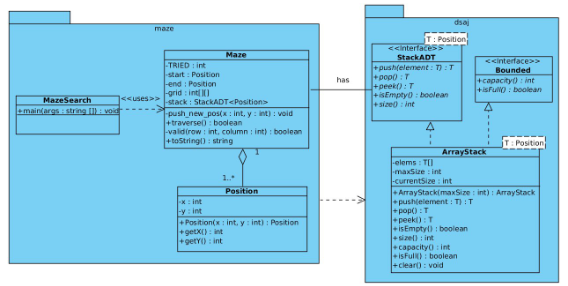 maze
Maze
-TRIED : int
-start : Position
-end : Position
-grid : int[][]
-stack : StackADT<Position>
-push_new_pos(x : int, y : int) : void
+traverse() : boolean
-valid(row : int, column : int) : boolean
+toString() : string
MazeSearch
+main(args : string []) : void
<<uses>>
1
1..*
Position
-x : int
-y : int
+Position(x : int, y : int) : Position
+getX() : int
+getY() : int
has
dsaj
T : Position
<<Interface>>
StackADT
+push(element : T) : T
+pop() : T
+peek() : T
+isEmpty() : boolean
+size() : int
<<Interface>>
Bounded
+capacity() : int
+isFull() : boolean
T : Position
ArrayStack
-elems : T[]
-maxSize : int
-currentSize : int
+ArrayStack(maxSize : int) : ArrayStack
+push(element : T) : T
+pop() : T
+peek() : T
+isEmpty() : boolean
+size() : int
+capacity() : int
+isFull() : boolean
+clear() : void